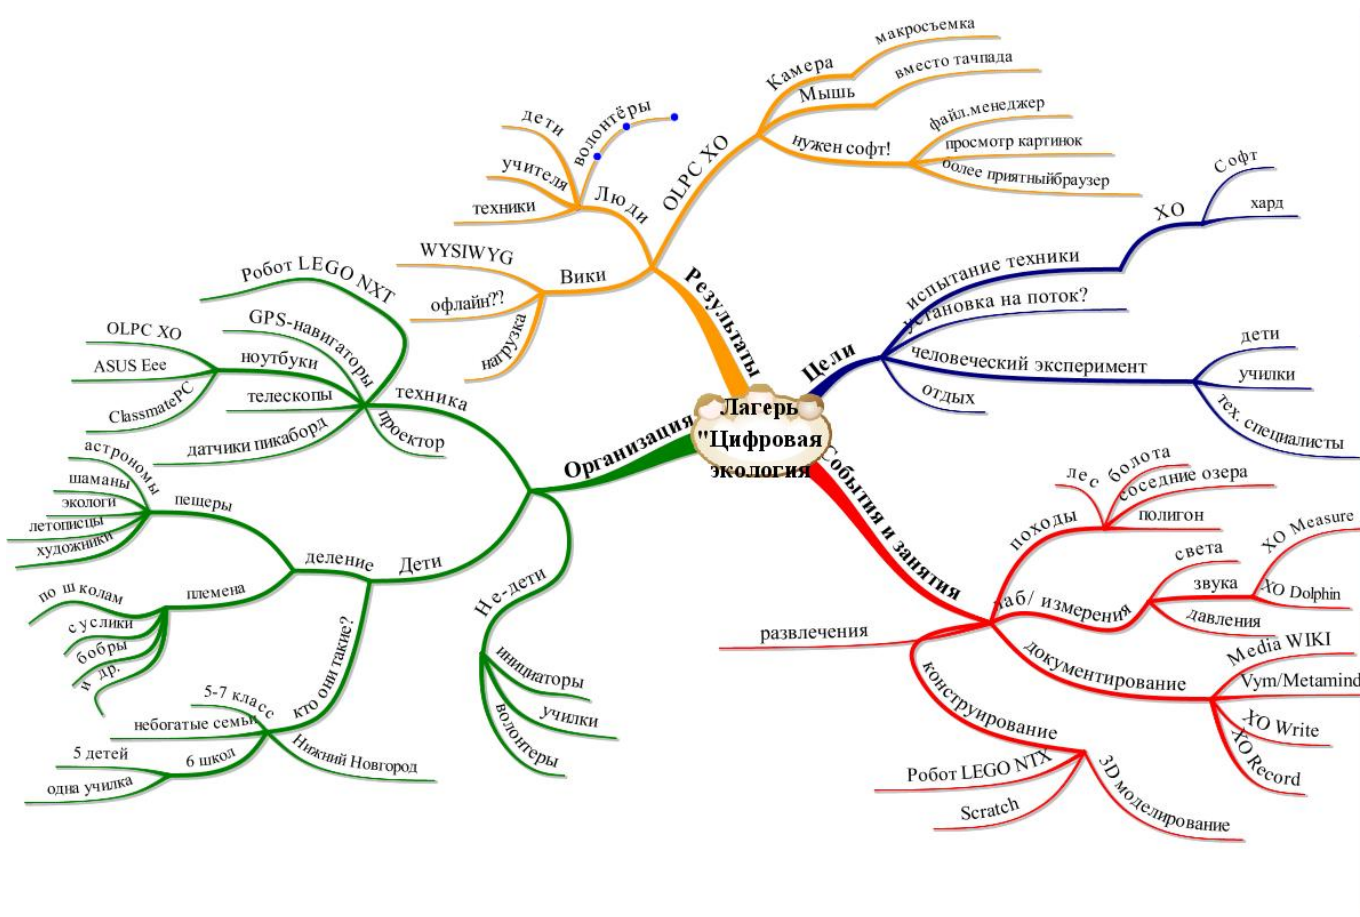 Лагерь
"Цифровая
экология
Результаты
OLPC XO
Камера
макросъемка
Мышь
вместо тачпада
нужен софт!
файл.менеджер
просмотр картинок
более приятныйбраузер
Люди
волонтёры
дети
учителя
техники
Вики
WYSIWYG
офлайн??
нагрузка
Цели
испытание техники
ХО
Софт
хард
установка на поток?
человеческий эксперимент
дети
училки
тех. специалисты
отдых
События и занятия
походы
лес
болота
соседние озера
полигон
лаб/ измерения
света
звука
XO Measure
XO Dolphin
давления
документирование
Media WIKI
Vym/Metamind
XO Write
XO Record
конструирование
Робот LEGO NTX
Scratch
3D моделирование
развлечения
Организация
техника
Робот LEGO NXT
GPS-навигаторы
ноутбуки
OLPC XO
ASUS Eee
ClassmatePC
телескопы
датчики пикаборд
проектор
Дети
деление
пещеры
астрономы
шаманы
экологи
летописцы
художники
племена
по школам
суслики
бобры
и др.
кто они такие?
5-7 класс
небогатые семьи
6 школ
5 детей
одна училка
Нижний Новгород
Не-дети
инициаторы
училки
волонтеры